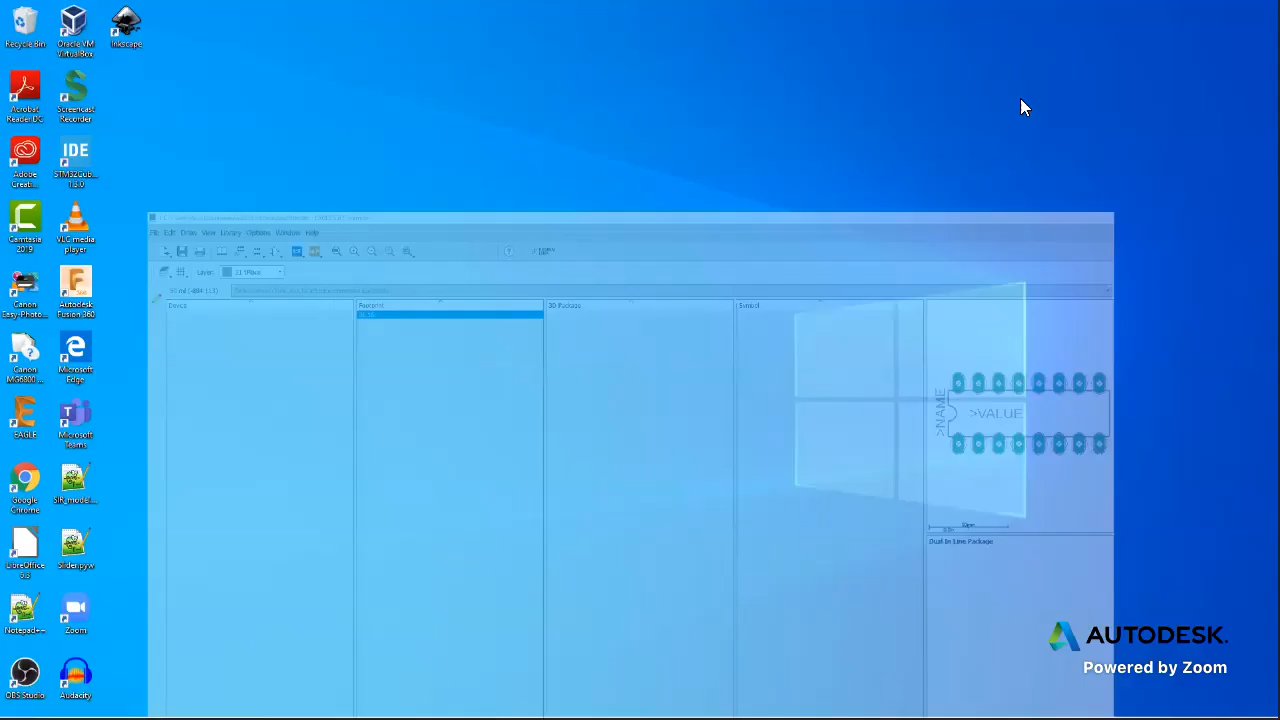 Recycle Bin
Oracle VM
VirtualBox
Inkscape
Acrobat
Reader DC
Screencast
Recorder
Adobe
Creati...
IDE
STM32Cub...
1.3.0
Camtasia
2019
VLC media
player
Canon
Easy-Photo...
Autodesk
Fusion 360
Canon
MG6800 ...
Microsoft
Edge
EAGLE
Microsoft
Teams
Google
Chrome
SIR_model....
LibreOffice
Slider.pyw
Notepad++
Zoom
OBS Studio
Audacity
File Edit Draw View Library Options Window Help
Layer:
Device
Footprint
3D Package
Symbol
>NAME
>VALUE
Dual In Line Package
AUTODESK.
Powered by Zoom